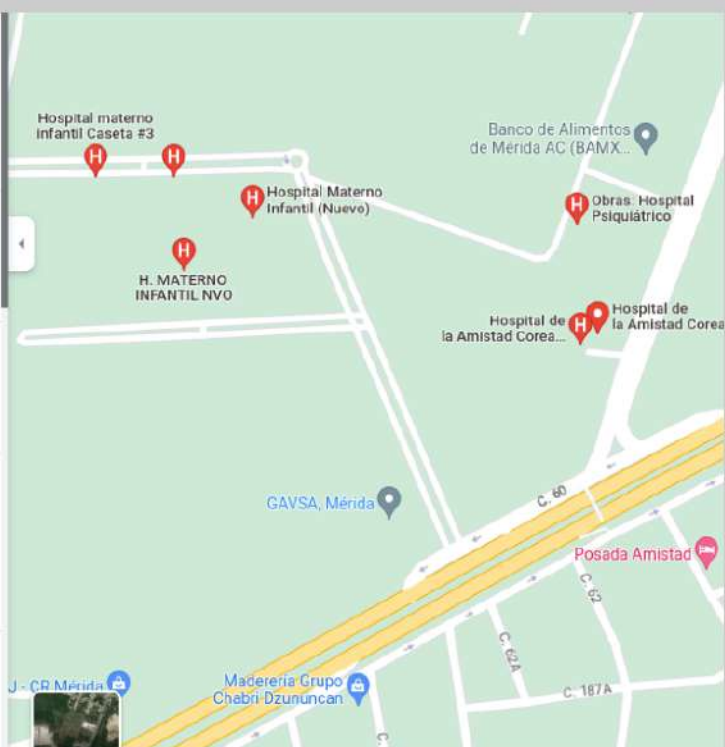 Hospital materno
infantil Caseta #3
H
H
Banco de Alimentos
de Mérida AC (BAMX...
H
Hospital Materno
Infantil (Nuevo)
H
Obras: Hospital
Psiquiátrico
H
H. MATERNO
INFANTIL NVO
Hospital de
la Amistad Corea...
H
Hospital de
la Amistad Corea
GAVSA, Mérida
C. 60
Posada Amistad
C. 62
C. 62A
J - CR Mérida
Maderería Grupo
Chabri Dzununcan
C. 187A